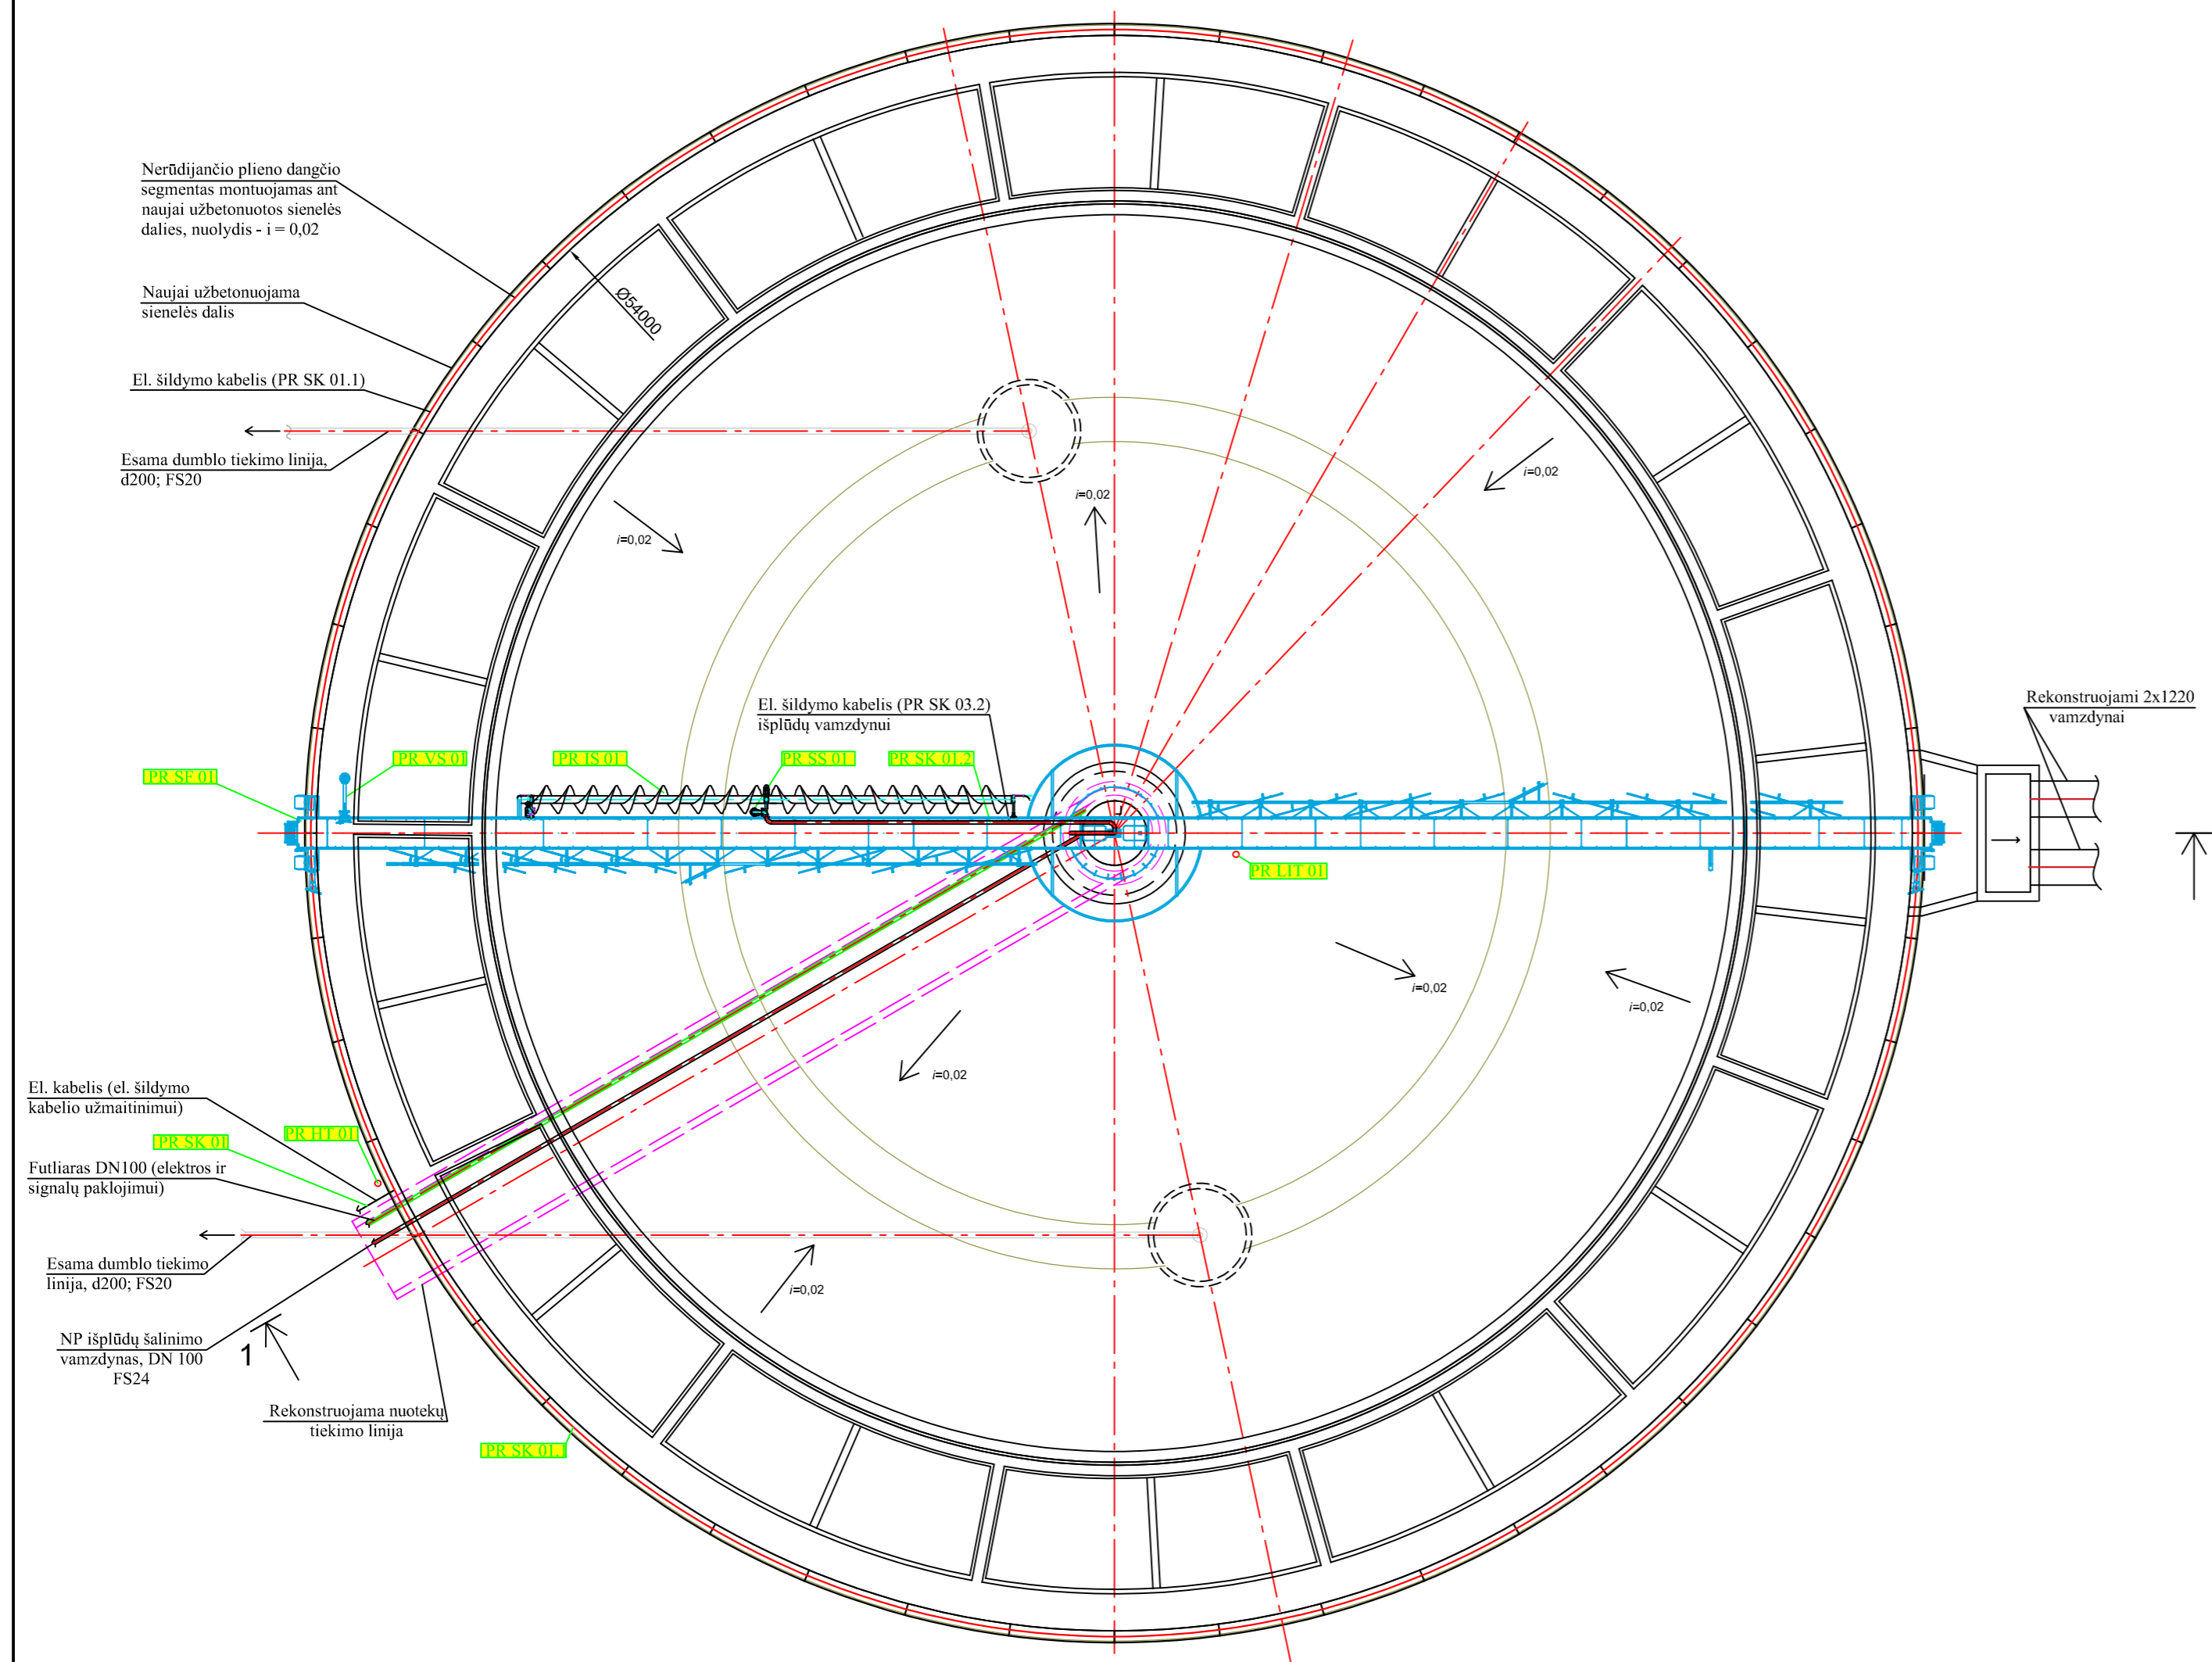 Nerūdijančio plieno dangčio
segmentas montuojamas ant
naujai užbetonuotos sienelės
dalies, nuolydis - i = 0,02
Naujai užbetonuojama
sienelės dalis
El. šildymo kabelis (PR SK 01.1)
Esama dumblo tiekimo linija,
d200; FS20
Ø54000
i=0,02
i=0,02
i=0,02
El. šildymo kabelis (PR SK 03.2)
išplūdų vamzdynui
Rekonstruojami 2x1220
vamzdynai
PR SF 01
PR VS 01
PR IS 01
PR SS 01
PR SK 01.2
PR LIT 01
i=0,02
i=0,02
i=0,02
i=0,02
El. kabelis (el. šildymo
kabelio užmaitinimui)
PR SK 01
PR HT 01
Futliaras DN100 (elektros ir
signalų paklojimui)
Esama dumblo tiekimo
linija, d200; FS20
NP išplūdų šalinimo
vamzdynas, DN 100
FS24
1
Rekonstruojama nuotekų
tiekimo linija
PR SK 01.1